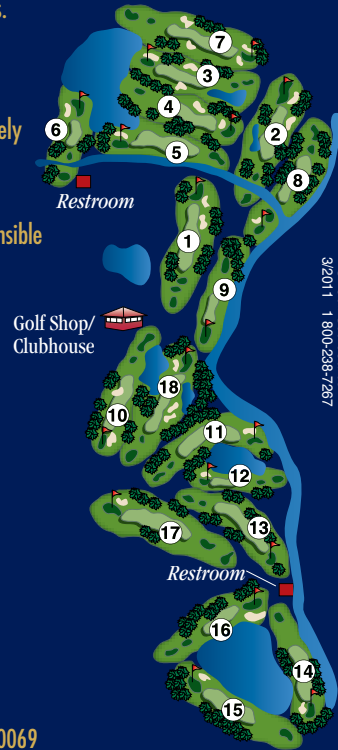 s.
7
3
4
2
6
ely
5
8
Restroom
1
nsible
9
3/2011 1 800-238-7267
Golf Shop/
Clubhouse
18
10
11
12
13
17
Restroom
16
14
15
0069